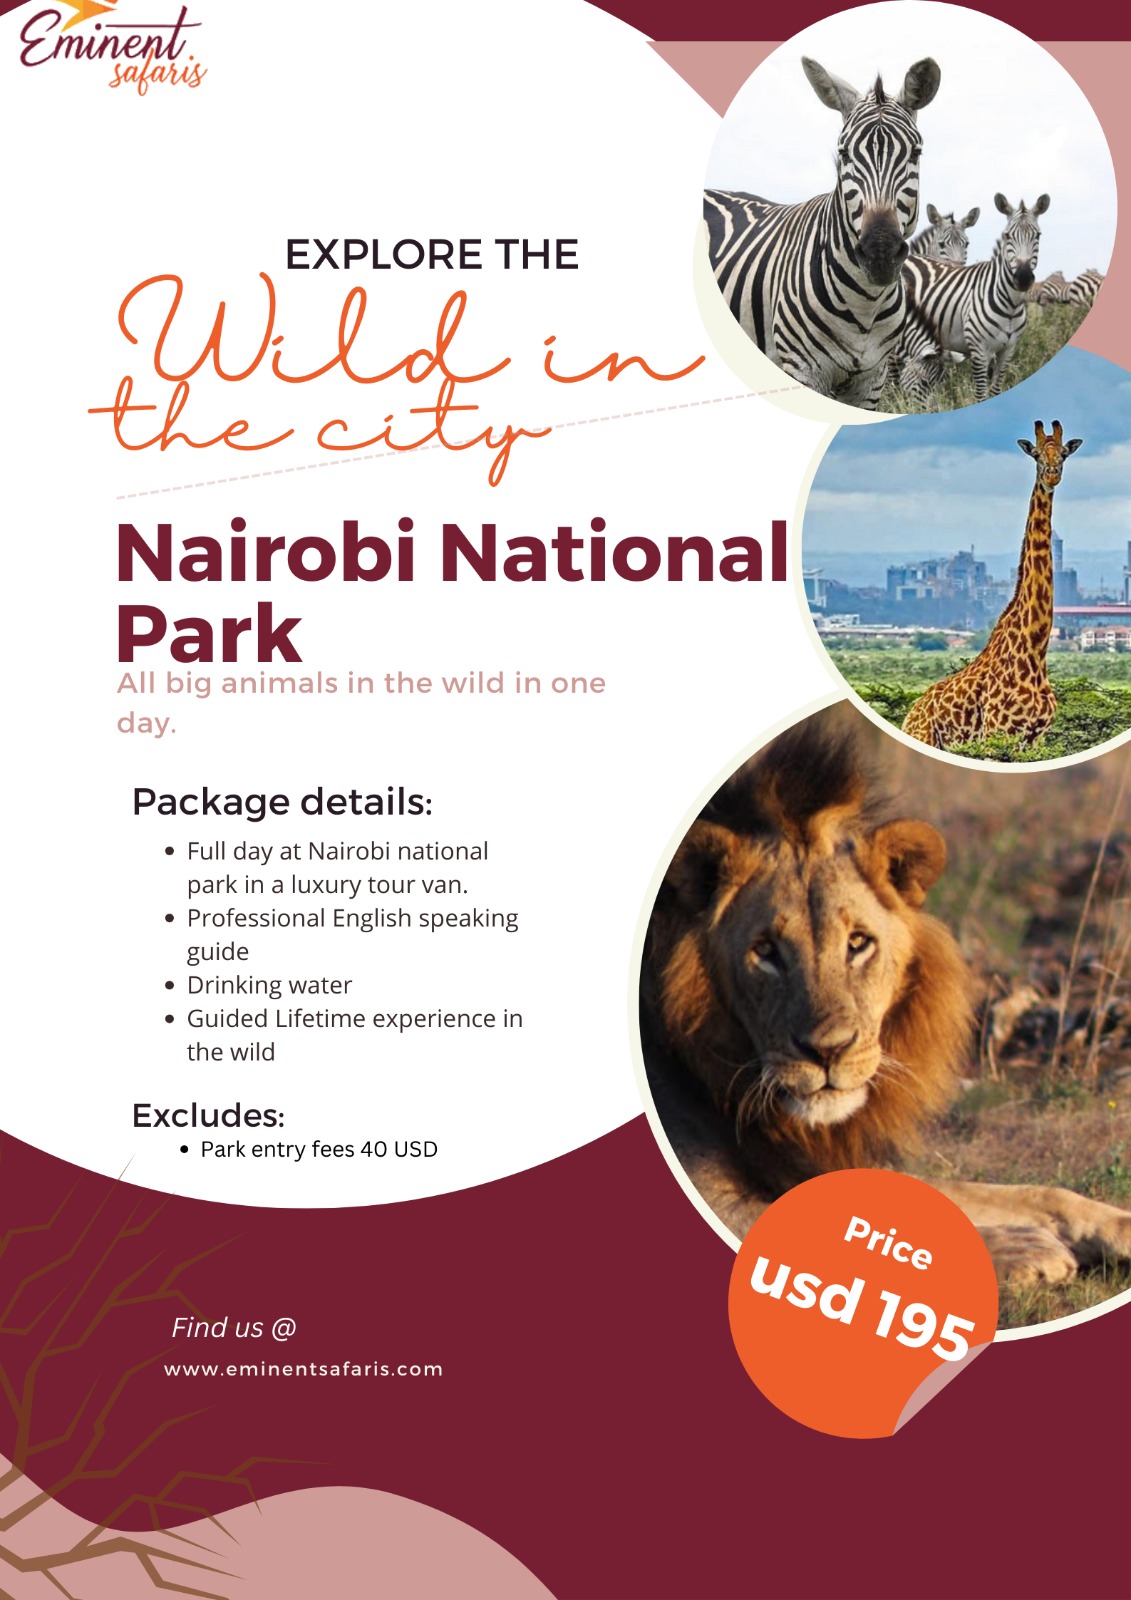 Eminent
safaris
EXPLORE THE
Wild in
the city
Nairobi National
Park
All big animals in the wild in one
day.
Package details:
• Full day at Nairobi national
park in a luxury tour van.
• Professional English speaking
guide
• Drinking water
• Guided Lifetime experience in
the wild
Excludes:
• Park entry fees 40 USD
Price
usd 195
Find us @
www.eminentsafaris.com